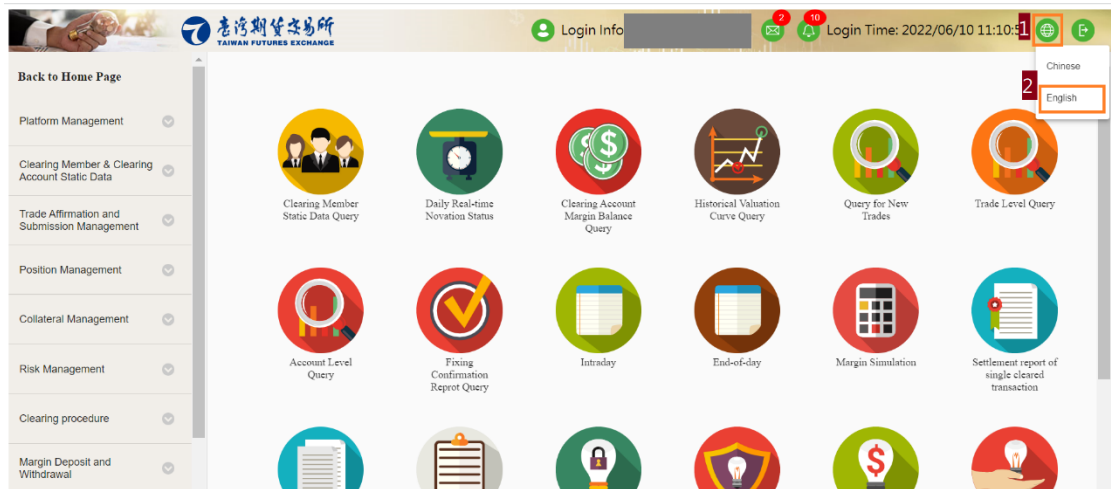 臺灣期貨交易所
TAIWAN FUTURES EXCHANGE
Login Info
2
10
Login Time: 2022/06/10 11:10:5
1
Chinese
2
English
Back to Home Page
Platform Management
Clearing Member & Clearing
Account Static Data
Trade Affirmation and
Submission Management
Position Management
Collateral Management
Risk Management
Clearing procedure
Margin Deposit and
Withdrawal
Clearing Member
Static Data Query
Daily Real-time
Novation Status
Clearing Account
Margin Balance
Query
Historical Valuation
Curve Query
Query for New
Trades
Trade Level Query
Account Level
Query
Fixing
Confirmation
Reprot Query
Intraday
End-of-day
Margin Simulation
Settlement report of
single cleared
transaction